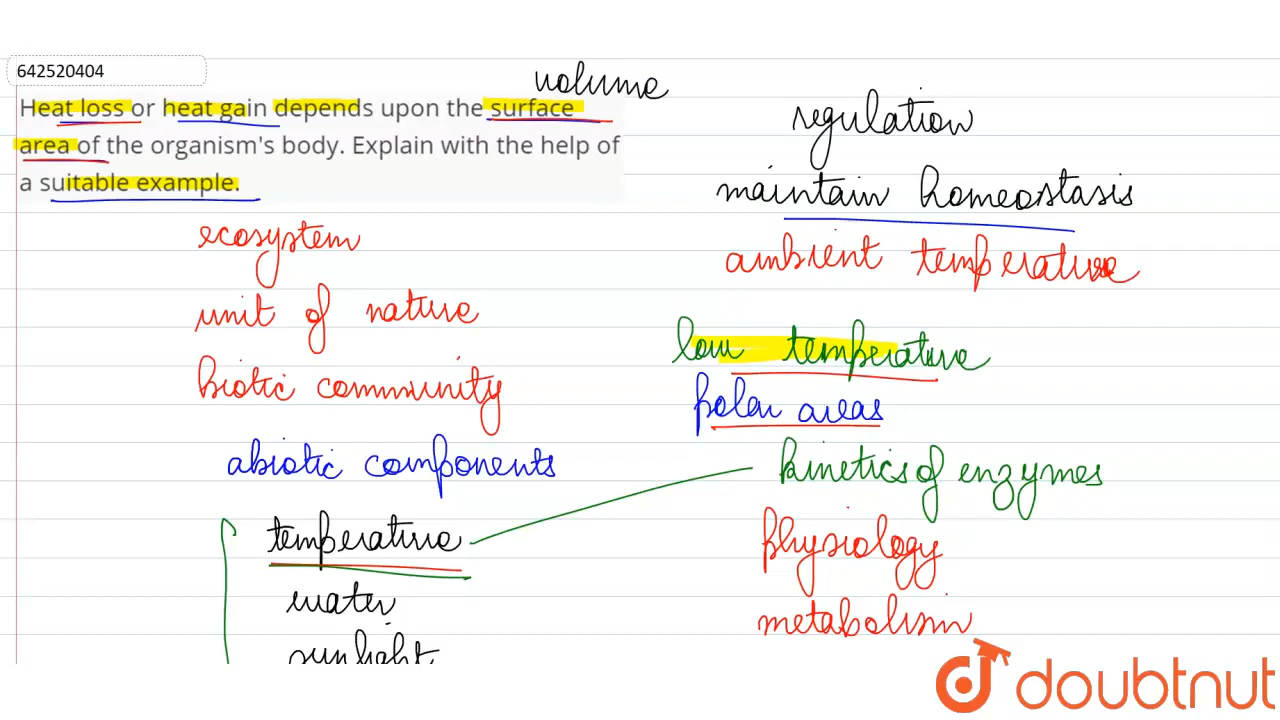 642520404
Heat loss or heat gain depends upon the surface
area of the organism's body. Explain with the help of
a suitable example.
volume
ecosystem
unit of nature
biotic community
abiotic components
temperature
water
sunlight
regulation
maintain homeostasis
ambient temperature
low temperature
polar areas
kinetics of enzymes
physiology
metabolism
doubtnut